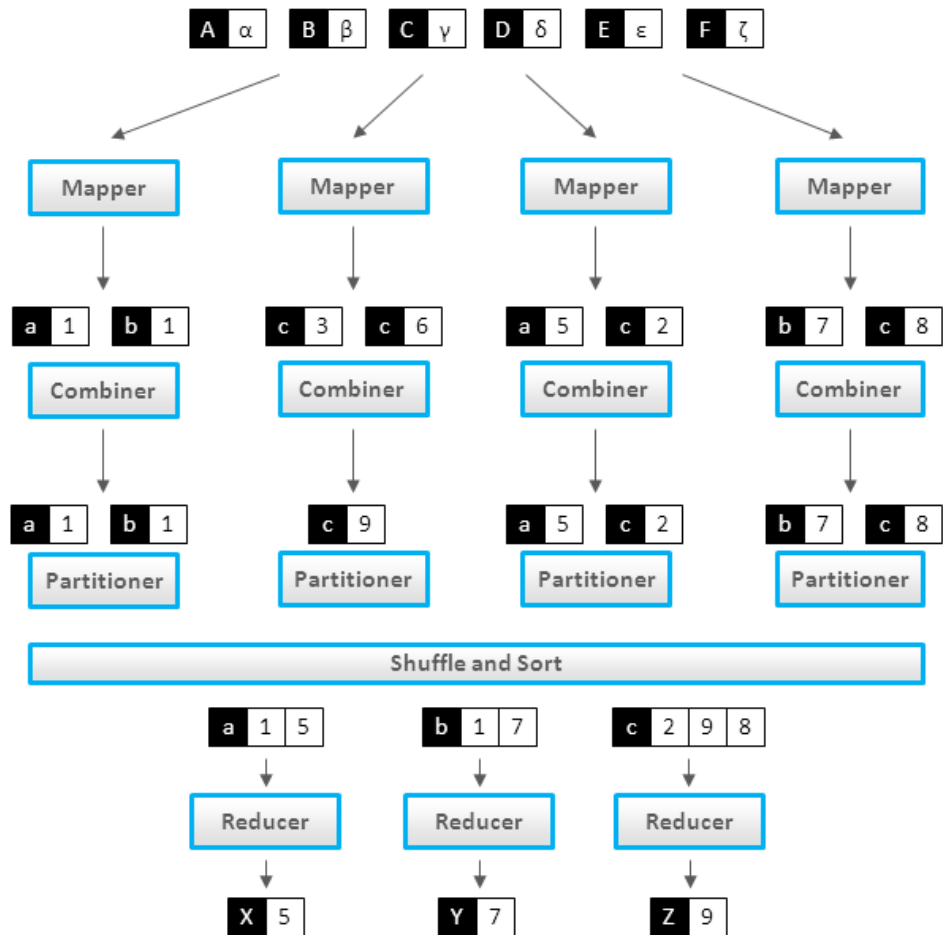 A α B β C γ D δ E ε F ζ
Mapper Mapper Mapper Mapper
a 1 b 1 c 3 c 6 a 5 c 2 b 7 c 8
Combiner Combiner Combiner Combiner
a 1 b 1 c 9 a 5 c 2 b 7 c 8
Partitioner Partitioner Partitioner Partitioner
Shuffle and Sort
a 1 5 b 1 7 c 2 9 8
Reducer Reducer Reducer
X 5 Y 7 Z 9